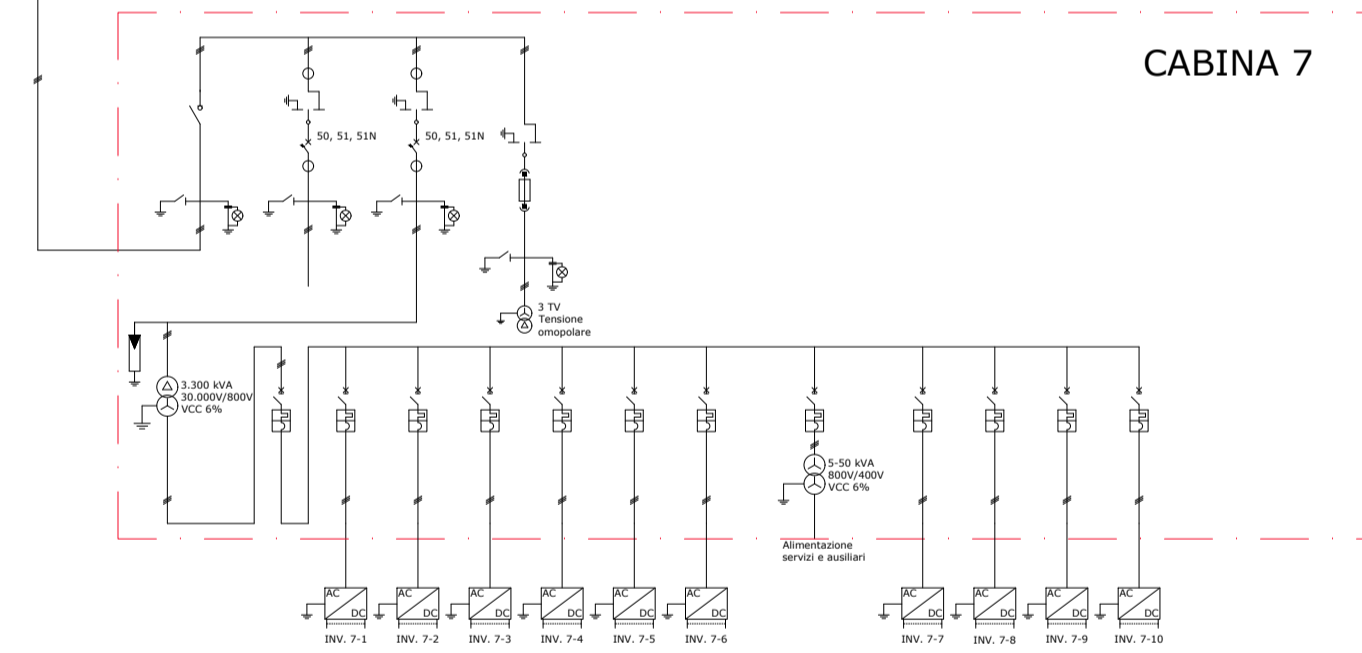 CABINA 7
50, 51, 51N
50, 51, 51N
3 TV
Tensione
omopolare
3.300 kVA
30.000V/800V
VCC 6%
5-50 kVA
800V/400V
VCC 6%
Alimentazione
servizi e ausiliari
AC
DC
AC
DC
AC
DC
AC
DC
AC
DC
AC
DC
AC
DC
AC
DC
AC
DC
AC
DC
INV. 7-1
INV. 7-2
INV. 7-3
INV. 7-4
INV. 7-5
INV. 7-6
INV. 7-7
INV. 7-8
INV. 7-9
INV. 7-10